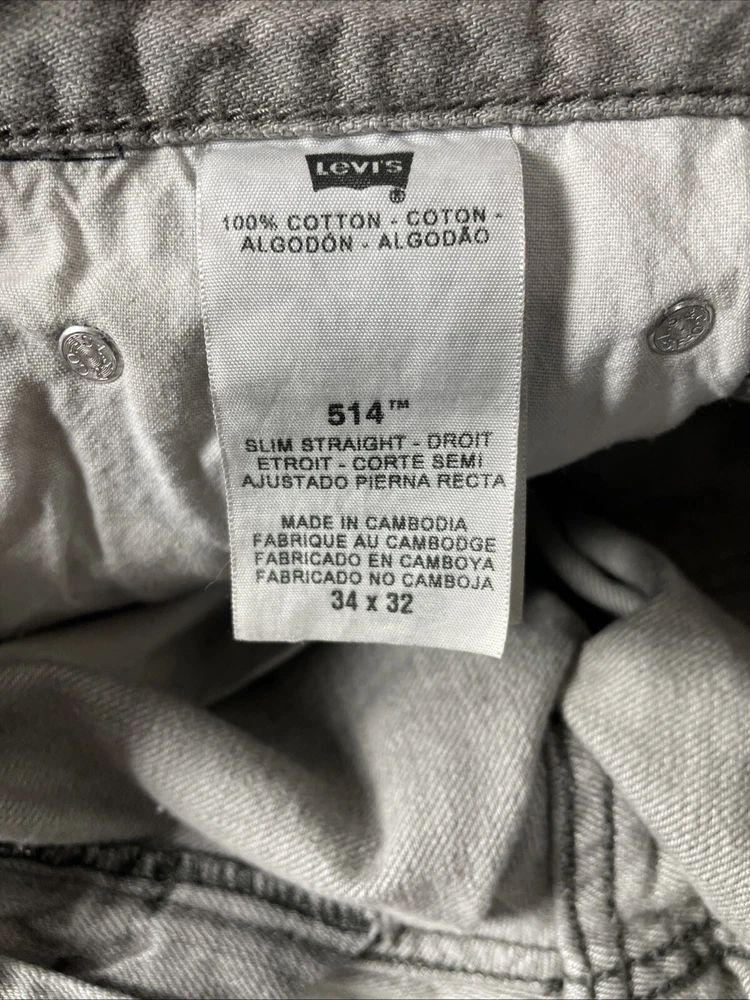 Levi's
®
100% COTTON - COTON -
ALGODÓN - ALGODÃO
514™
SLIM STRAIGHT - DROIT
ETROIT - CORTE SEMI
AJUSTADO PIERNA RECTA
MADE IN CAMBODIA
FABRIQUE AU CAMBODGE
FABRICADO EN CAMBOYA
FABRICADO NO CAMBOJA
34 x 32